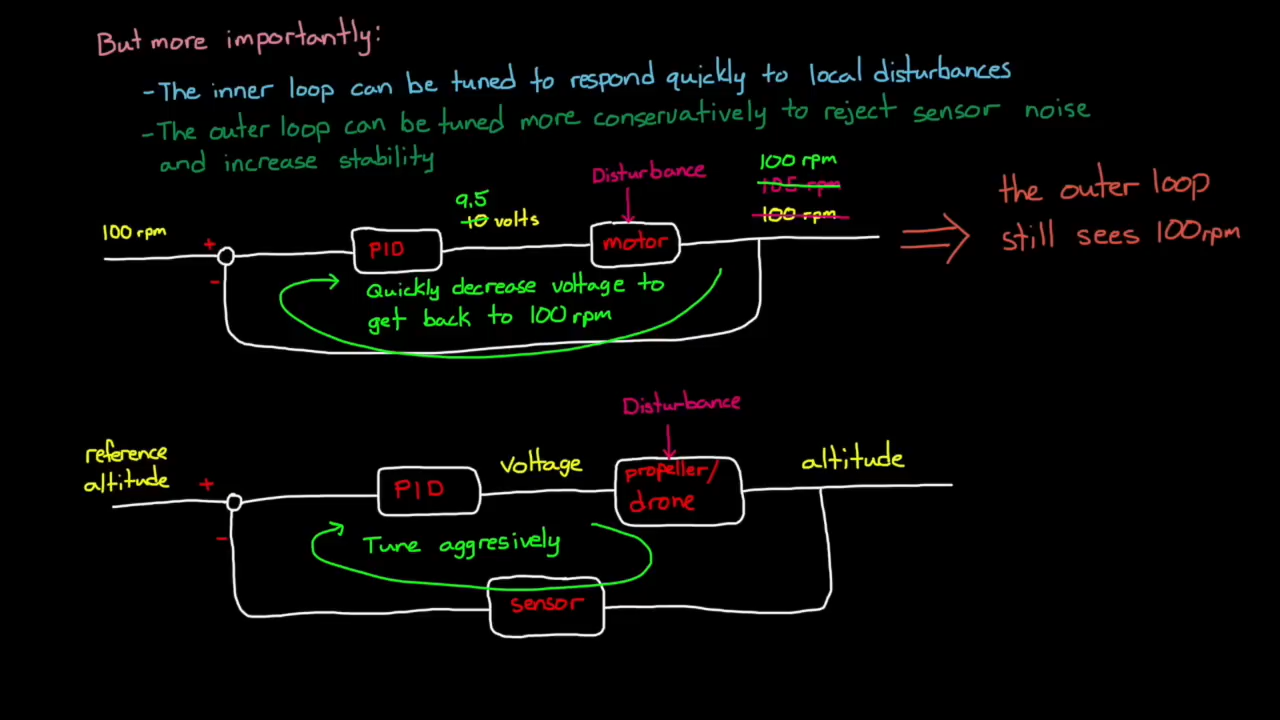 But more importantly:
-The inner loop can be tuned to respond quickly to local disturbances
-The outer loop can be tuned more conservatively to reject sensor noise
and increase stability
Disturbance
100 rpm
105 rpm
100 rpm
9.5
10 volts
100 rpm
+
-
PID
motor
the outer loop
still sees 100rpm
Quickly decrease voltage to
get back to 100 rpm
Disturbance
reference
altitude
+
-
PID
Voltage
propeller/
drone
altitude
Tune aggresively
sensor